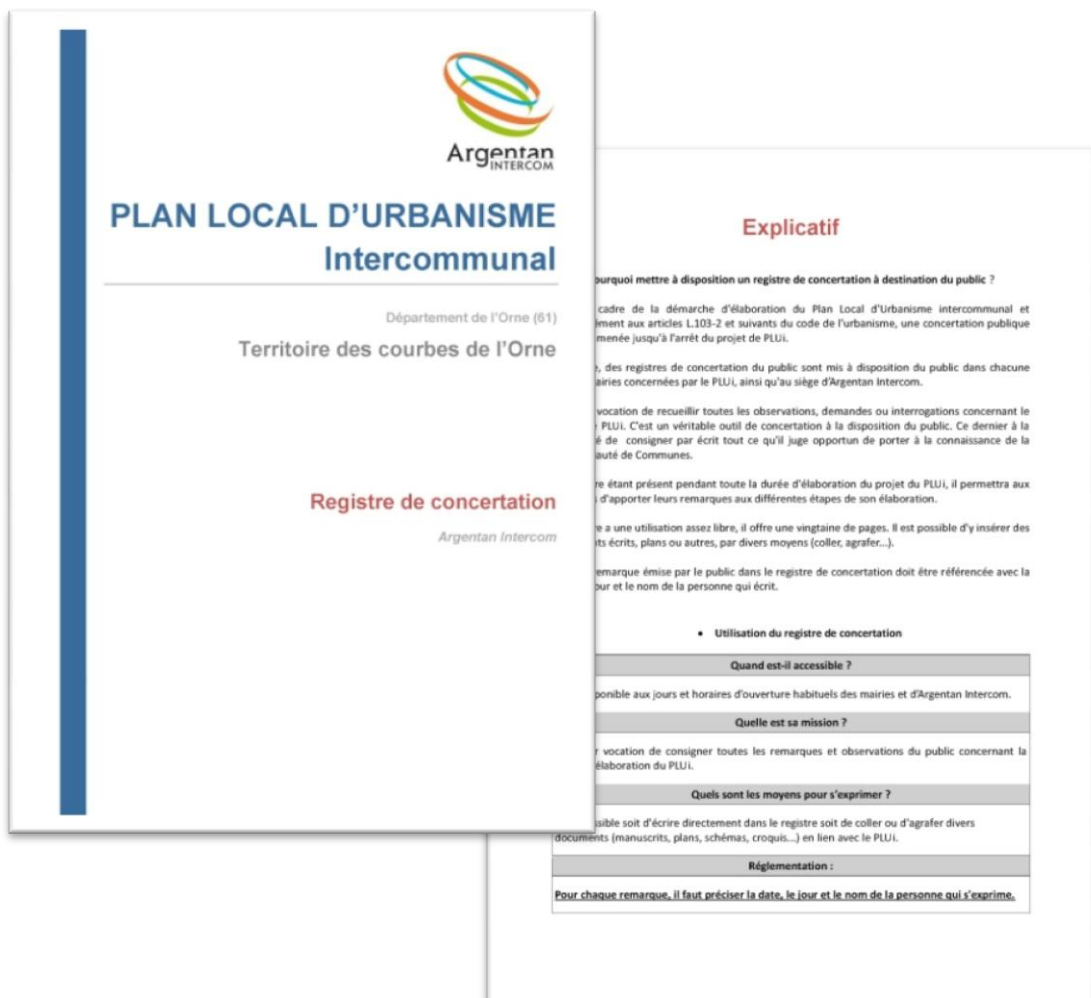 Argentan
INTERCOM
PLAN LOCAL D'URBANISME
Intercommunal
Département de l'Orne (61)
Territoire des courbes de l'Orne
Registre de concertation
Argentan Intercom
Explicatif
ourquoi mettre à disposition un registre de concertation à destination du public ?
cadre de la démarche d'élaboration du Plan Local d'Urbanisme intercommunal et
ément aux articles L.103-2 et suivants du code de l'urbanisme, une concertation publique
menée jusqu'à l'arrêt du projet de PLUi.
, des registres de concertation du public sont mis à disposition du public dans chacune
airies concernées par le PLUi, ainsi qu'au siège d'Argentan Intercom.
vocation de recueillir toutes les observations, demandes ou interrogations concernant le
PLUi. C'est un véritable outil de concertation à la disposition du public. Ce dernier à la
é de consigner par écrit tout ce qu'il juge opportun de porter à la connaissance de la
auté de Communes.
re étant présent pendant toute la durée d'élaboration du projet du PLUi, il permettra aux
d'apporter leurs remarques aux différentes étapes de son élaboration.
e a une utilisation assez libre, il offre une vingtaine de pages. Il est possible d'y insérer des
ts écrits, plans ou autres, par divers moyens (coller, agrafer...).
emarque émise par le public dans le registre de concertation doit être référencée avec la
our et le nom de la personne qui écrit.
• Utilisation du registre de concertation
Quand est-il accessible ?
ponible aux jours et horaires d'ouverture habituels des mairies et d'Argentan Intercom.
Quelle est sa mission ?
r vocation de consigner toutes les remarques et observations du public concernant la
élaboration du PLUi.
Quels sont les moyens pour s'exprimer ?
sible soit d'écrire directement dans le registre soit de coller ou d'agrafer divers
documents (manuscrits, plans, schémas, croquis...) en lien avec le PLUi.
Réglementation :
Pour chaque remarque, il faut préciser la date, le jour et le nom de la personne qui s'exprime.